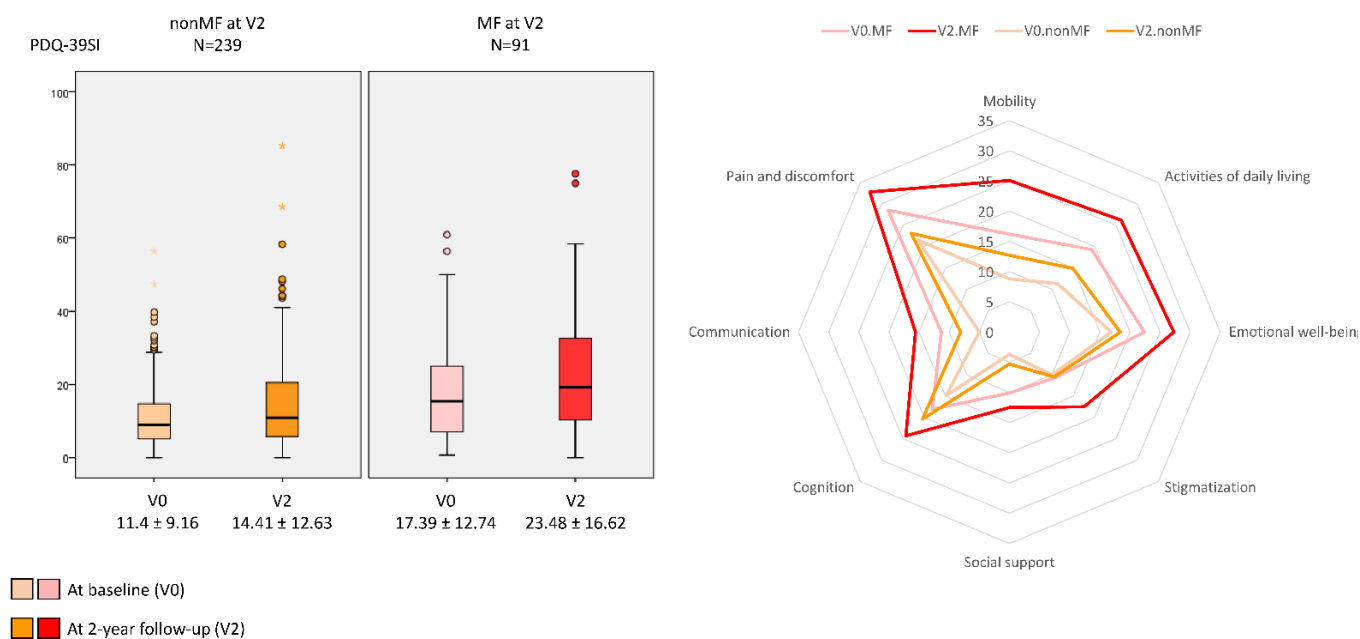 nonMF at V2
N=239
MF at V2
N=91
PDQ-39SI
100
80
60
40
20
0
V0
11.4 ± 9.16
V2
14.41 ± 12.63
V0
17.39 ± 12.74
V2
23.48 ± 16.62
At baseline (V0)
At 2-year follow-up (V2)
V0.MF V2.MF V0.nonMF V2.nonMF
Mobility
Activities of daily living
Emotional well-being
Stigmatization
Social support
Cognition
Communication
Pain and discomfort
35
30
25
20
15
10
5
0